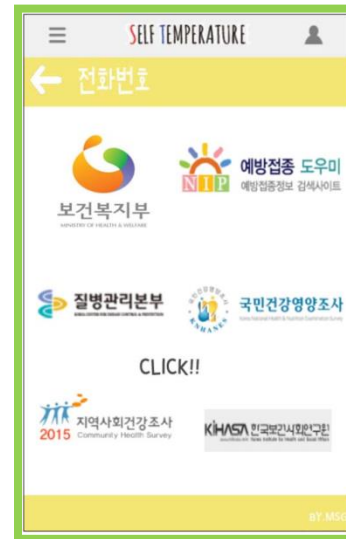 SELF TEMPERATURE
전화번호
보건복지부
MINISTRY OF HEALTH & WELFARE
NIP 예방접종 도우미
예방접종정보 검색사이트
질병관리본부
KNHANES
국민건강영양조사
CLICK!!
2015 지역사회건강조사
Community Health Survey
KiHASA 한국보건사회연구원
BY.MSG